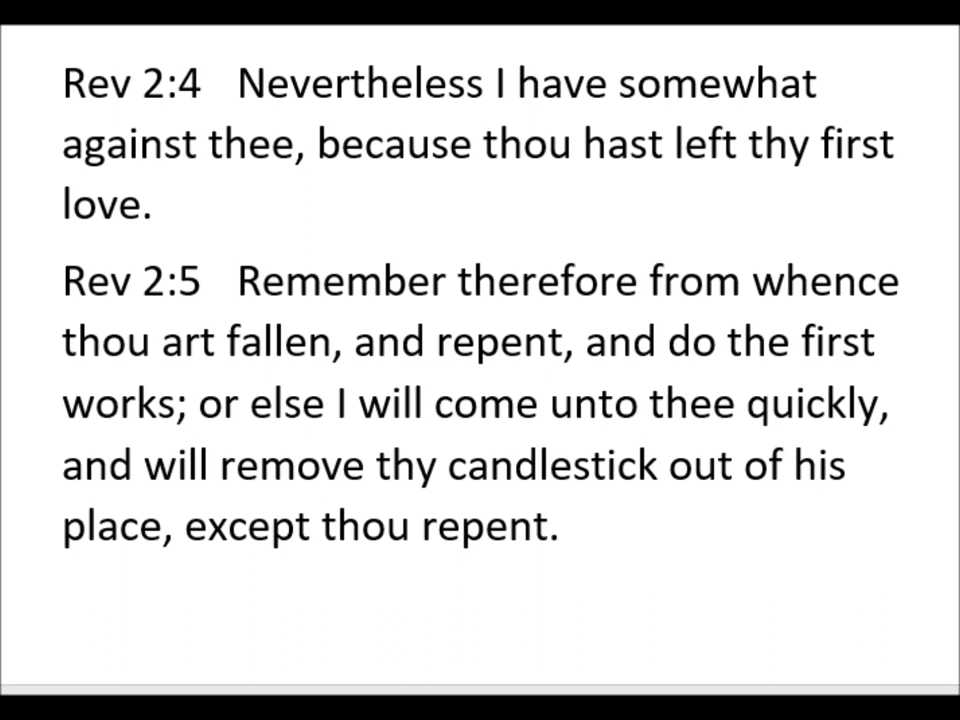 Rev 2:4 Nevertheless I have somewhat
against thee, because thou hast left thy first
love.
Rev 2:5 Remember therefore from whence
thou art fallen, and repent, and do the first
works; or else I will come unto thee quickly,
and will remove thy candlestick out of his
place, except thou repent.